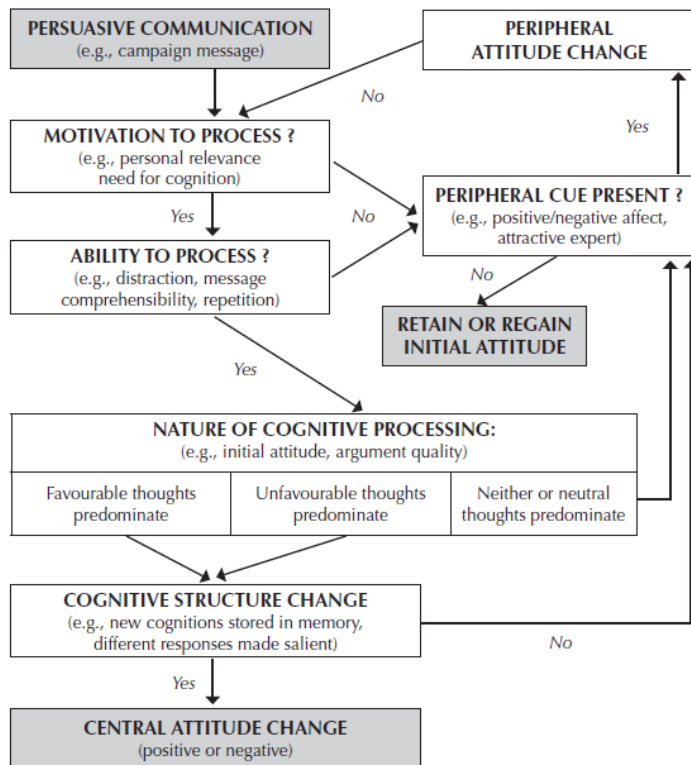 PERSUASIVE COMMUNICATION
(e.g., campaign message)
PERIPHERAL
ATTITUDE CHANGE
No
Yes
MOTIVATION TO PROCESS ?
(e.g., personal relevance
need for cognition)
PERIPHERAL CUE PRESENT ?
(e.g., positive/negative affect,
attractive expert)
Yes
No
ABILITY TO PROCESS ?
(e.g., distraction, message
comprehensibility, repetition)
No
RETAIN OR REGAIN
INITIAL ATTITUDE
Yes
NATURE OF COGNITIVE PROCESSING:
(e.g., initial attitude, argument quality)
Favourable thoughts
predominate
Unfavourable thoughts
predominate
Neither or neutral
thoughts predominate
COGNITIVE STRUCTURE CHANGE
(e.g., new cognitions stored in memory,
different responses made salient)
No
Yes
CENTRAL ATTITUDE CHANGE
(positive or negative)